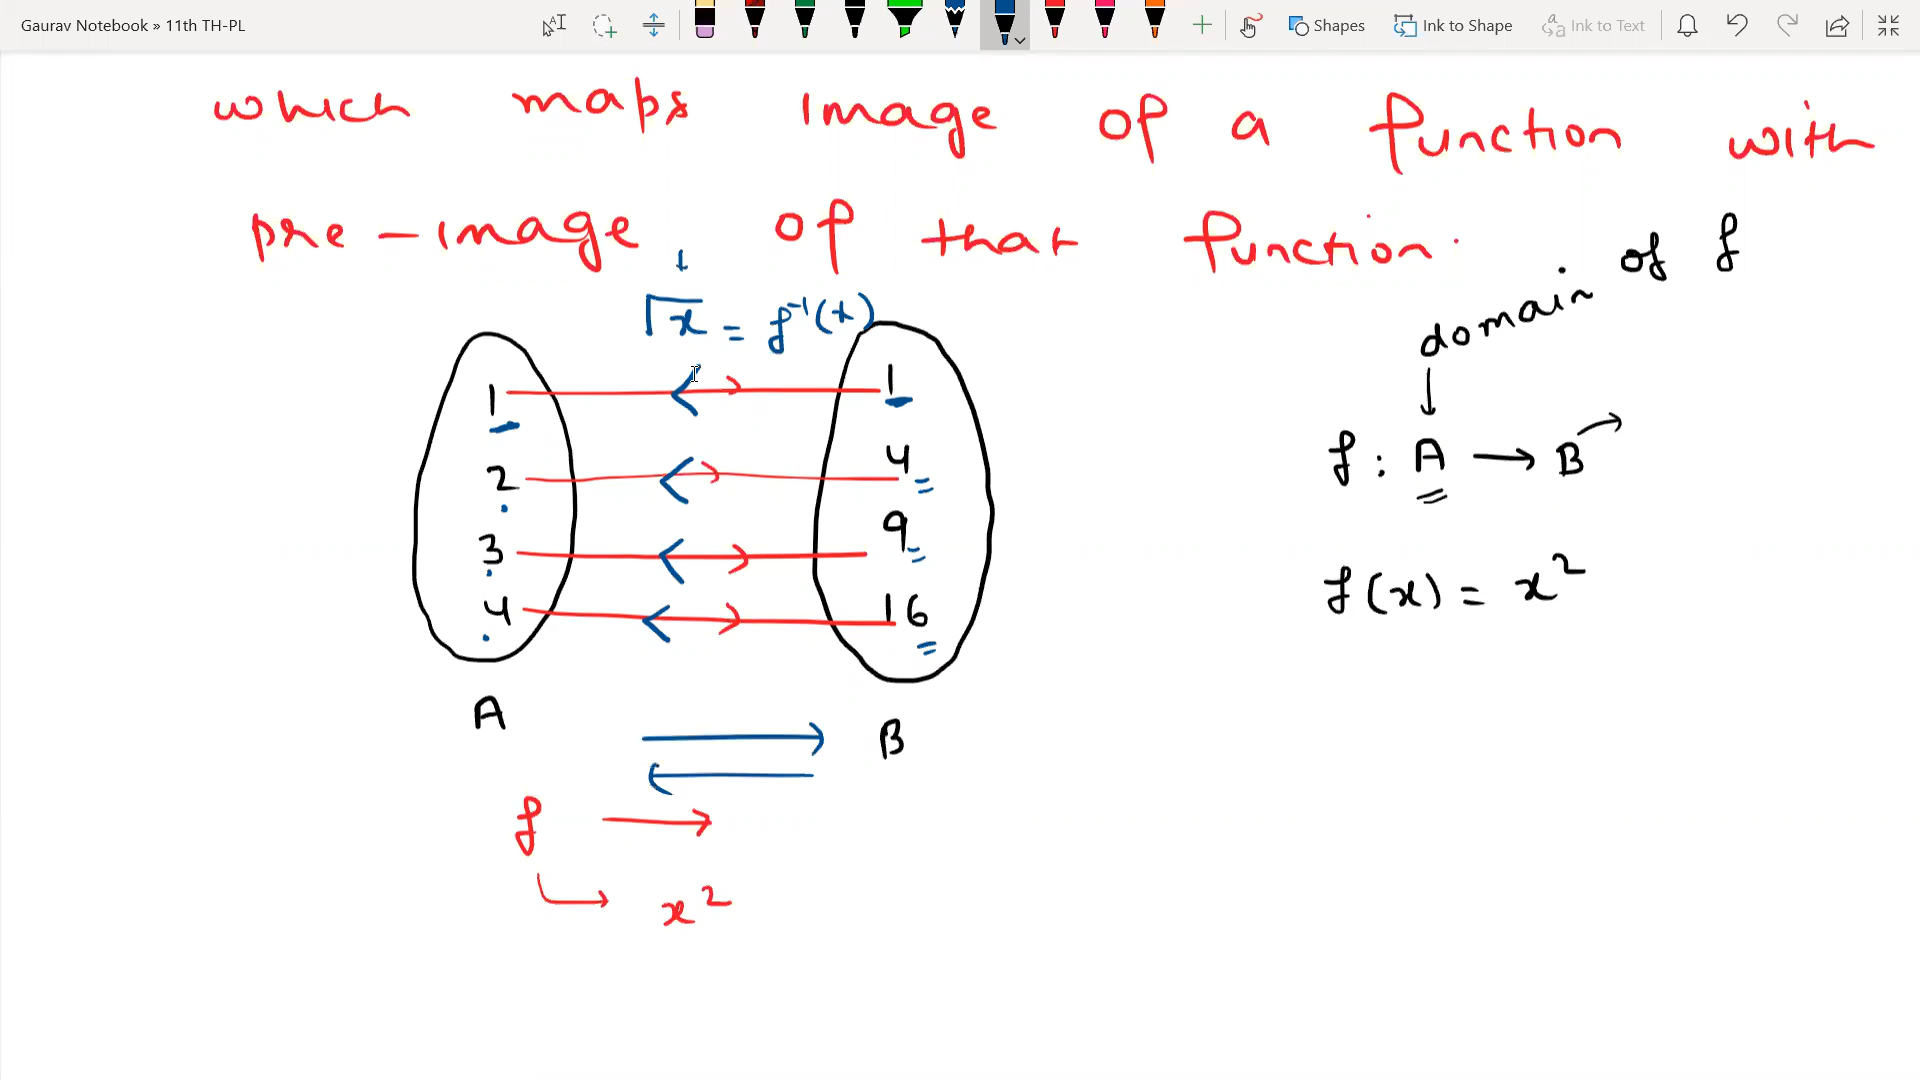 Gaurav Notebook » 11th TH-PL
Shapes
Ink to Shape
Ink to Text
which maps image of a function with
pre-image of that function.
domain of f
√x = f⁻¹(x)
1 1
2 4
3 9
4 16
f : A → B
f(x) = x²
A B
f →
x²